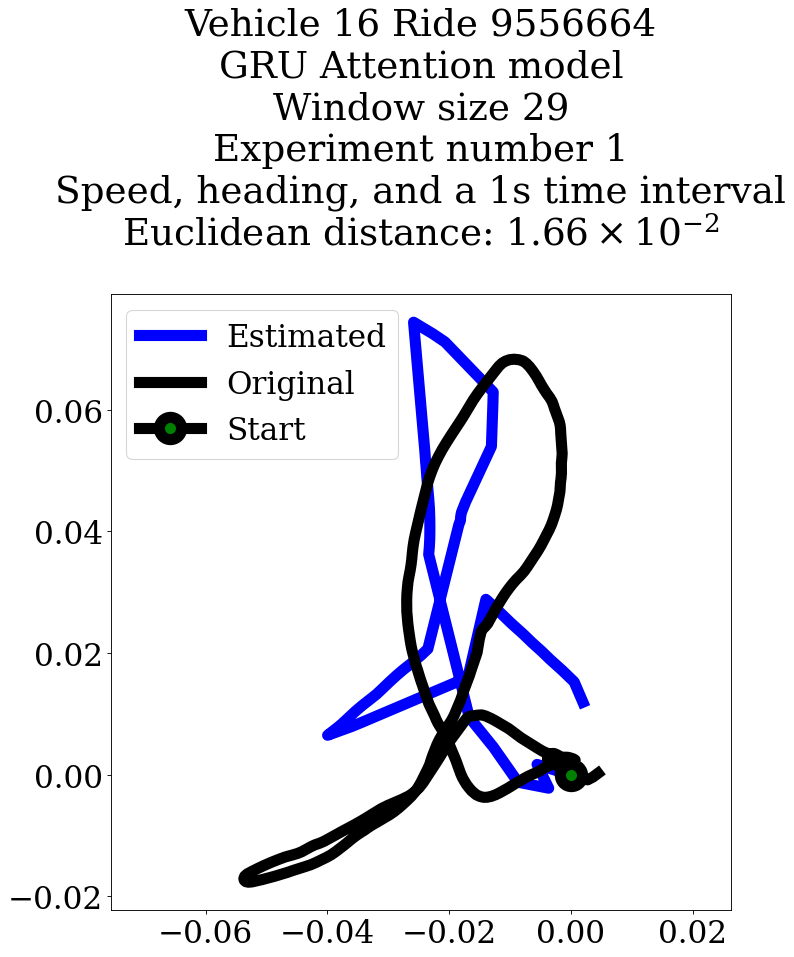 Vehicle 16 Ride 9556664
GRU Attention model
Window size 29
Experiment number 1
Speed, heading, and a 1s time interval
Euclidean distance: 1.66 × 10⁻²
Estimated
Original
Start
0.06
0.04
0.02
0.00
−0.02
−0.06 −0.04 −0.02 0.00 0.02